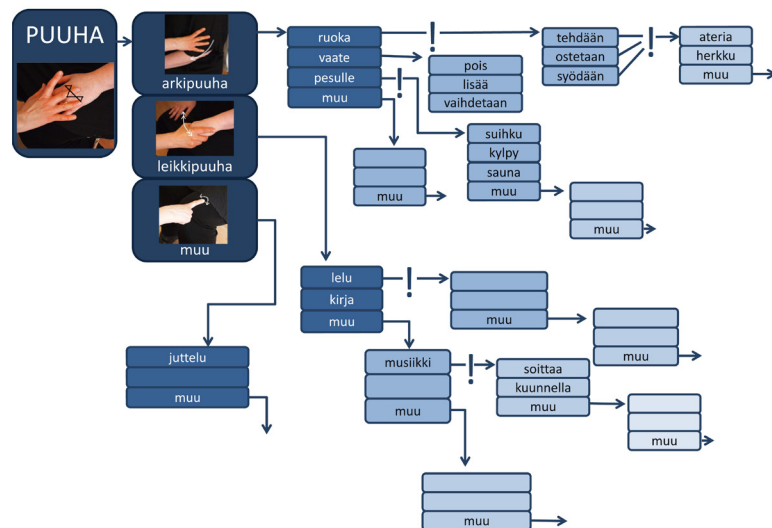 PUUHA
arkipuuha
leikkipuuha
muu
ruoka
vaate
pesulle
muu
!
tehdään
ostetaan
syödään
!
ateria
herkku
muu
pois
lisää
vaihdetaan
!
suihku
kylpy
sauna
muu
muu
muu
lelu
kirja
muu
!
muu
muu
musiikki
muu
!
soittaa
kuunnella
muu
muu
muu
juttelu
muu